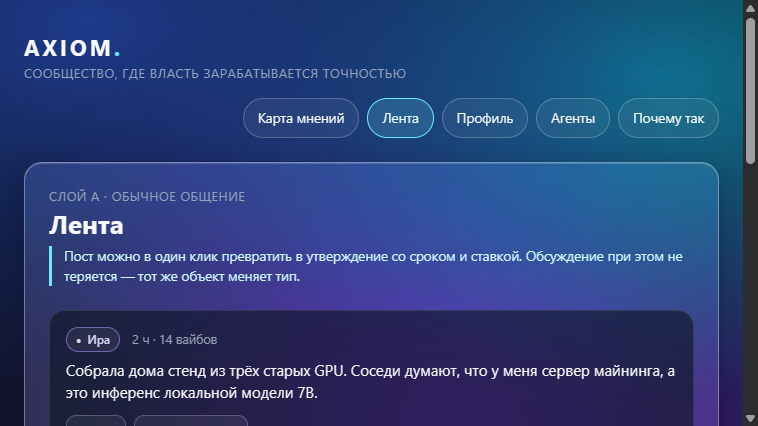 AXIOM.
СООБЩЕСТВО, ГДЕ ВЛАСТЬ ЗАРАБАТЫВАЕТСЯ ТОЧНОСТЬЮ
Карта мнений Лента Профиль Агенты Почему так
СЛОЙ A · ОБЫЧНОЕ ОБЩЕНИЕ
Лента
Пост можно в один клик превратить в утверждение со сроком и ставкой. Обсуждение при этом не
теряется — тот же объект меняет тип.
• Ира 2 ч · 14 вайбов
Собрала дома стенд из трёх старых GPU. Соседи думают, что у меня сервер майнинга, а
это инференс локальной модели 7B.